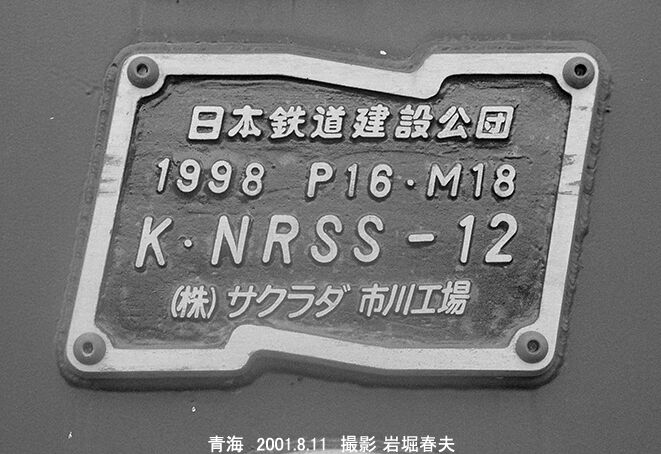 日本鉄道建設公団
1998 P16・M18
K・NRSS-12
(株)サクラダ 市川工場
青海 2001.8.11 撮影 岩堀春夫